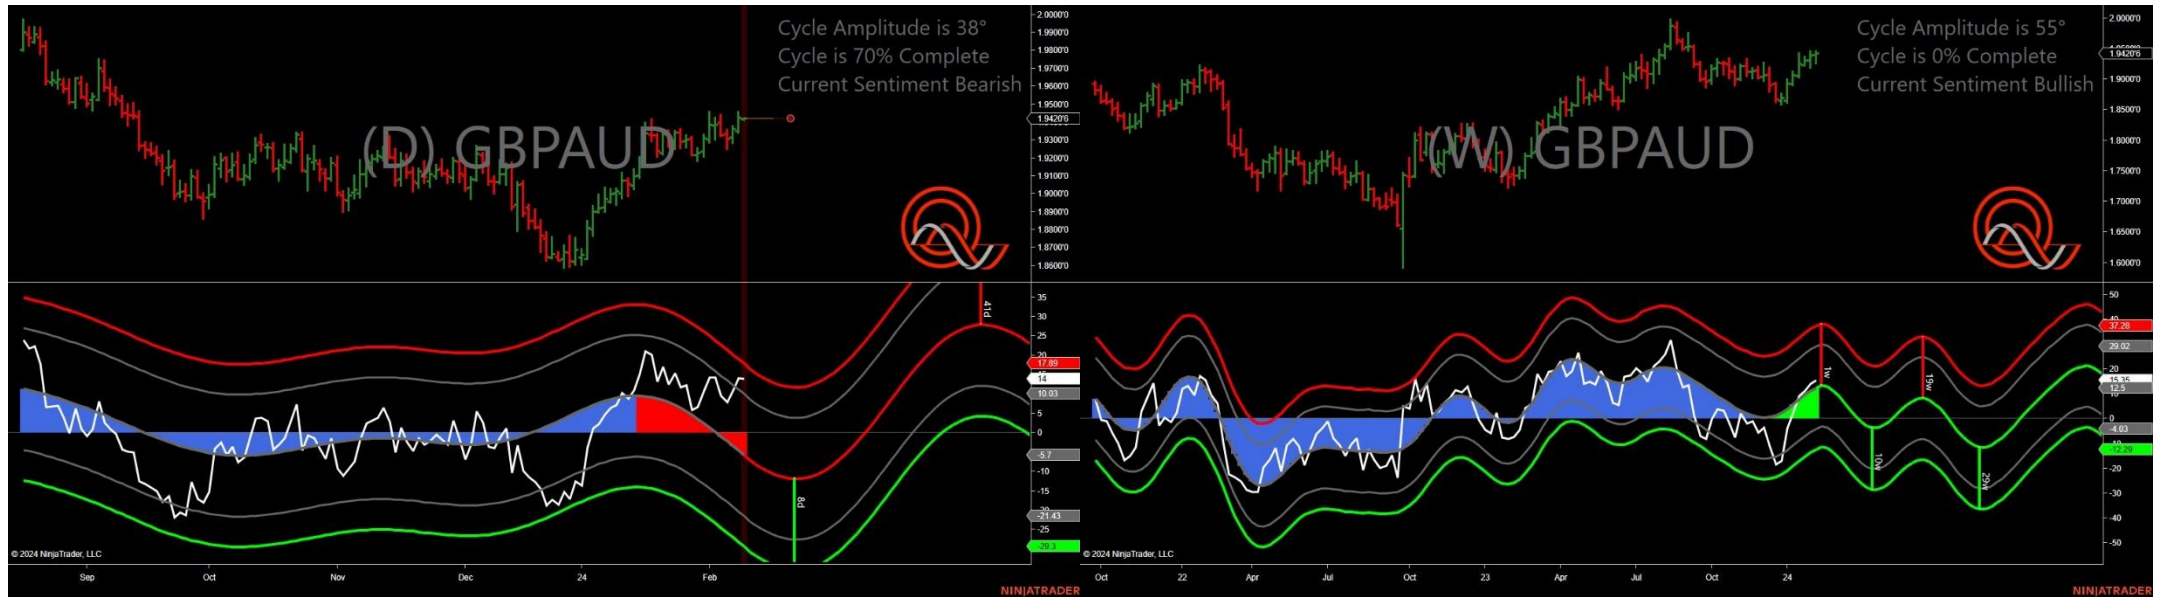 Cycle Amplitude is 38°
Cycle is 70% Complete
Current Sentiment Bearish
(D) GBPAUD
2.0000'0
1.9900'0
1.9800'0
1.9700'0
1.9600'0
1.9500'0
1.9420'6
1.9300'0
1.9200'0
1.9100'0
1.9000'0
1.8900'0
1.8800'0
1.8700'0
1.8600'0
41d
8d
35
30
25
20
17.89
14
10.03
5
0
-5.7
-10
-15
-21.43
-25
-29.3
© 2024 NinjaTrader, LLC
Sep
Oct
Nov
Dec
24
Feb
NINJATRADER
Cycle Amplitude is 55°
Cycle is 0% Complete
Current Sentiment Bullish
(W) GBPAUD
2.0000'0
1.9420'6
1.9000'0
1.8500'0
1.8000'0
1.7500'0
1.7000'0
1.6500'0
1.6000'0
1w
19w
10w
29w
50
37.28
29.02
20
15.35
12.5
0
-4.03
-12.29
-20
-30
-40
-50
© 2024 NinjaTrader, LLC
Oct
22
Apr
Jul
Oct
23
Apr
Jul
Oct
24
NINJATRADER